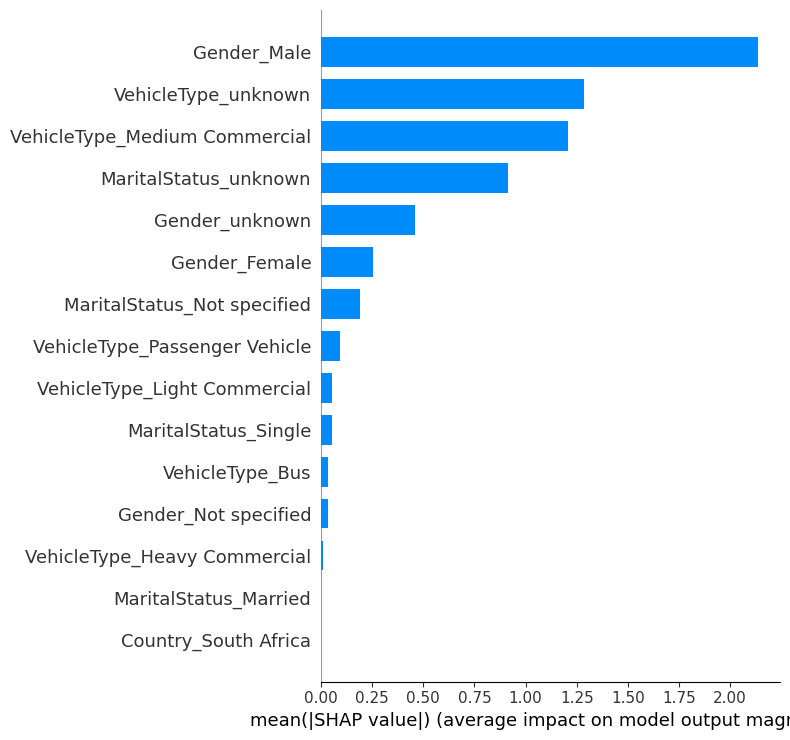 Gender_Male
VehicleType_unknown
VehicleType_Medium Commercial
MaritalStatus_unknown
Gender_unknown
Gender_Female
MaritalStatus_Not specified
VehicleType_Passenger Vehicle
VehicleType_Light Commercial
MaritalStatus_Single
VehicleType_Bus
Gender_Not specified
VehicleType_Heavy Commercial
MaritalStatus_Married
Country_South Africa
0.00 0.25 0.50 0.75 1.00 1.25 1.50 1.75 2.00
mean(|SHAP value|) (average impact on model output magn